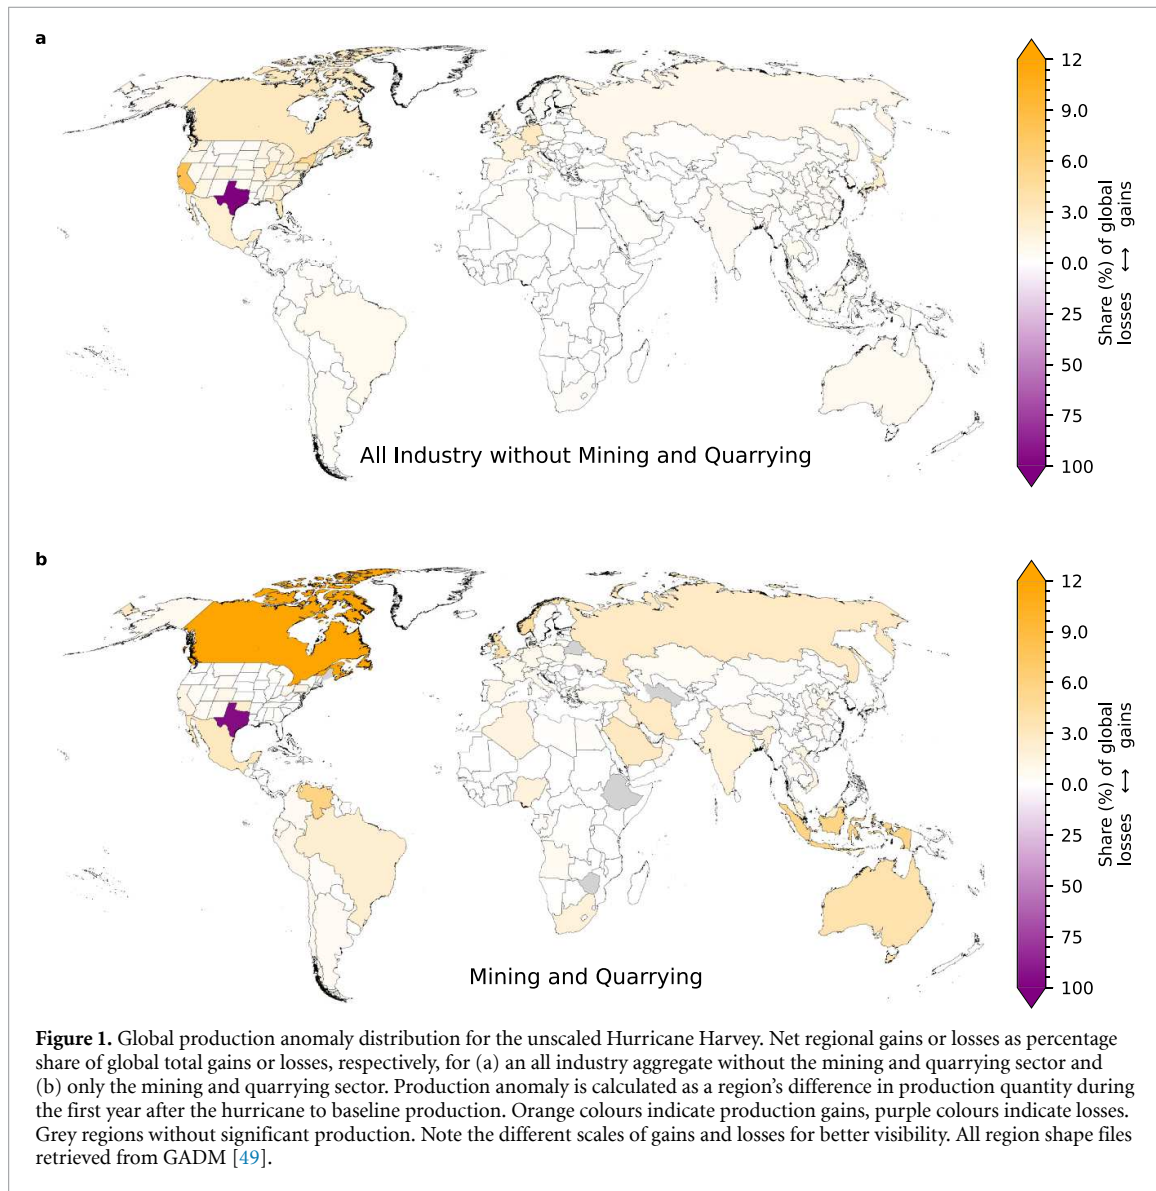 a
12
9.0
6.0
3.0
0.0
25
50
75
100
Share (%) of global
losses ⟷ gains
All Industry without Mining and Quarrying
b
12
9.0
6.0
3.0
0.0
25
50
75
100
Share (%) of global
losses ⟷ gains
Mining and Quarrying
Figure 1. Global production anomaly distribution for the unscaled Hurricane Harvey. Net regional gains or losses as percentage
share of global total gains or losses, respectively, for (a) an all industry aggregate without the mining and quarrying sector and
(b) only the mining and quarrying sector. Production anomaly is calculated as a region's difference in production quantity during
the first year after the hurricane to baseline production. Orange colours indicate production gains, purple colours indicate losses.
Grey regions without significant production. Note the different scales of gains and losses for better visibility. All region shape files
retrieved from GADM [49].